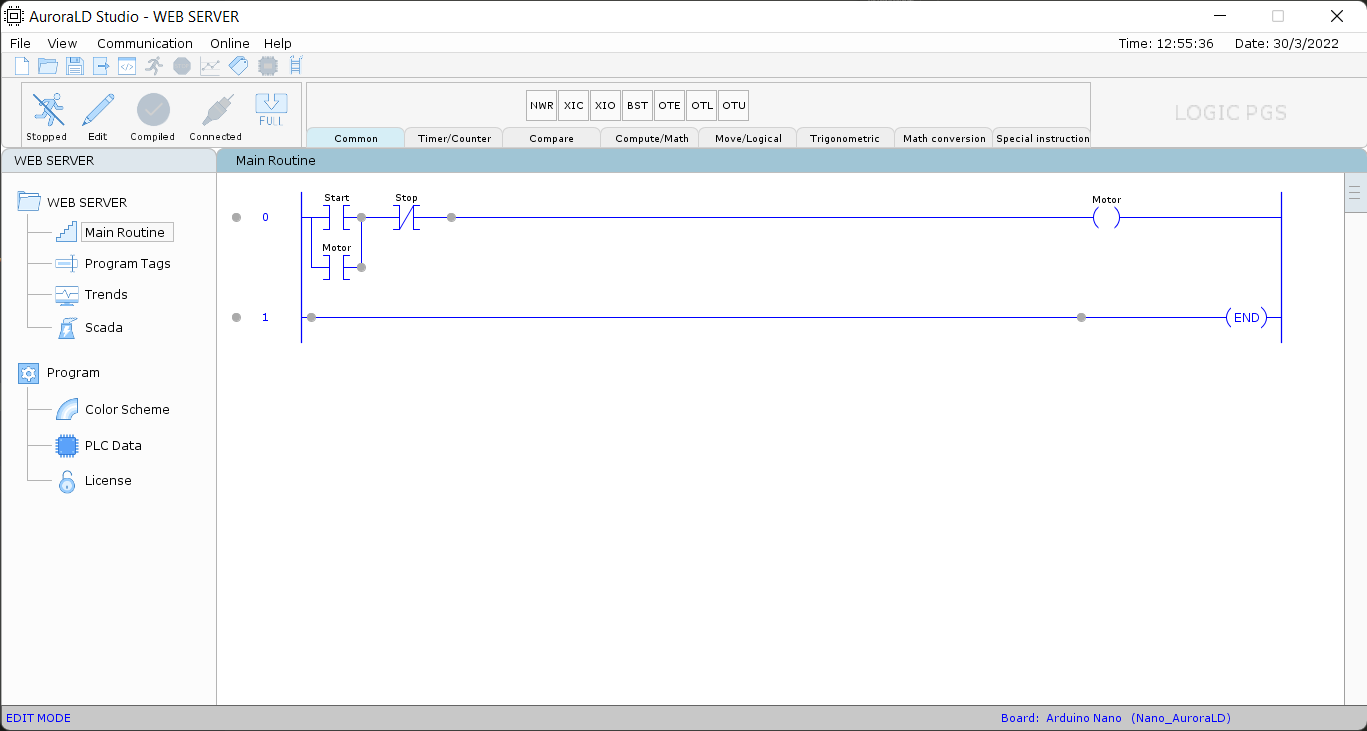 AuroraLD Studio - WEB SERVER
File View Communication Online Help
Time: 12:55:36 Date: 30/3/2022
NWR XIC XIO BST OTE OTL OTU
FULL
Stopped Edit Compiled Connected
LOGIC PGS
Common Timer/Counter Compare Compute/Math Move/Logical Trigonometric Math conversion Special instruction
WEB SERVER
Main Routine
WEB SERVER
Main Routine
Program Tags
Trends
Scada
Program
Color Scheme
PLC Data
License
Start Stop Motor
0
Motor
1 END
EDIT MODE
Board: Arduino Nano (Nano_AuroraLD)